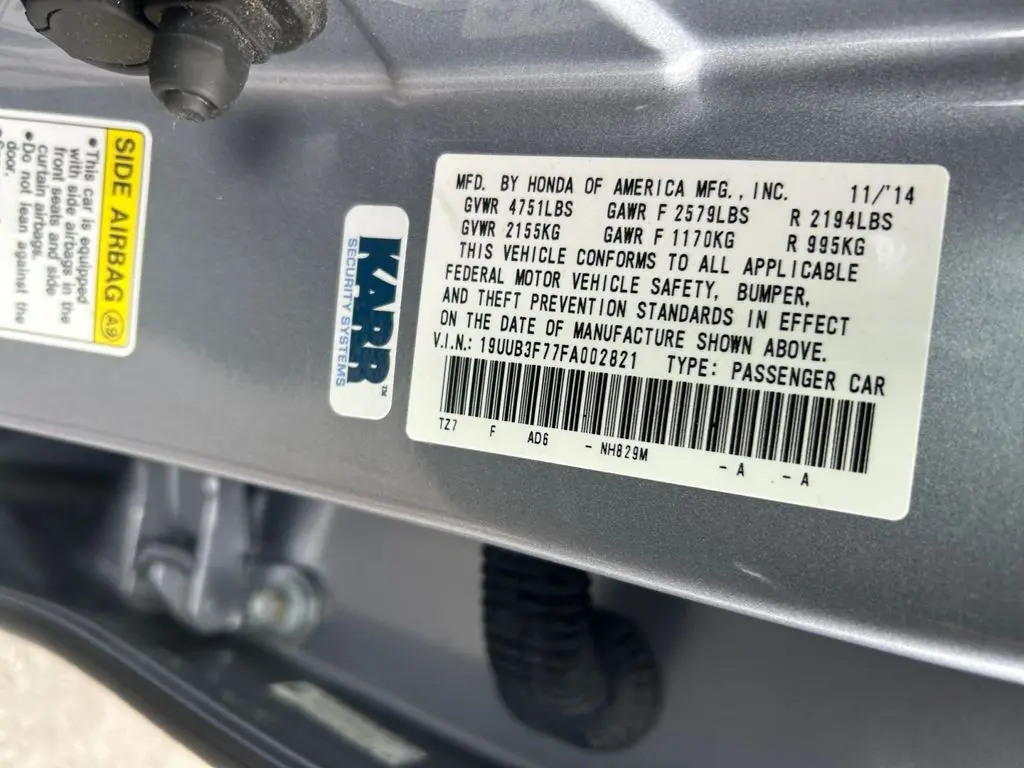 SIDE AIRBAG A9
•This car is equipped
with side airbags in the
front seats and side
curtain airbags.
•Do not lean against the
door.
KARR™
SECURITY SYSTEMS
MFD. BY HONDA OF AMERICA MFG., INC. 11/'14
GVWR 4751LBS GAWR F 2579LBS R 2194LBS
GVWR 2155KG GAWR F 1170KG R 995KG
THIS VEHICLE CONFORMS TO ALL APPLICABLE
FEDERAL MOTOR VEHICLE SAFETY, BUMPER,
AND THEFT PREVENTION STANDARDS IN EFFECT
ON THE DATE OF MANUFACTURE SHOWN ABOVE.
V.I.N.: 19UUB3F77FA002821 TYPE: PASSENGER CAR
TZ7 F AD6 - NH829M - A - A